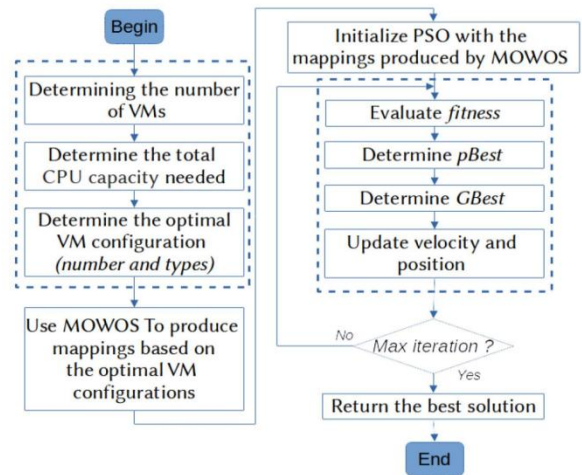 Begin
Determining the number
of VMs
Determine the total
CPU capacity needed
Determine the optimal
VM configuration
(number and types)
Use MOWOS To produce
mappings based on
the optimal VM
configurations
Initialize PSO with the
mappings produced by MOWOS
Evaluate fitness
Determine pBest
Determine GBest
Update velocity and
position
Max iteration ?
No
Yes
Return the best solution
End